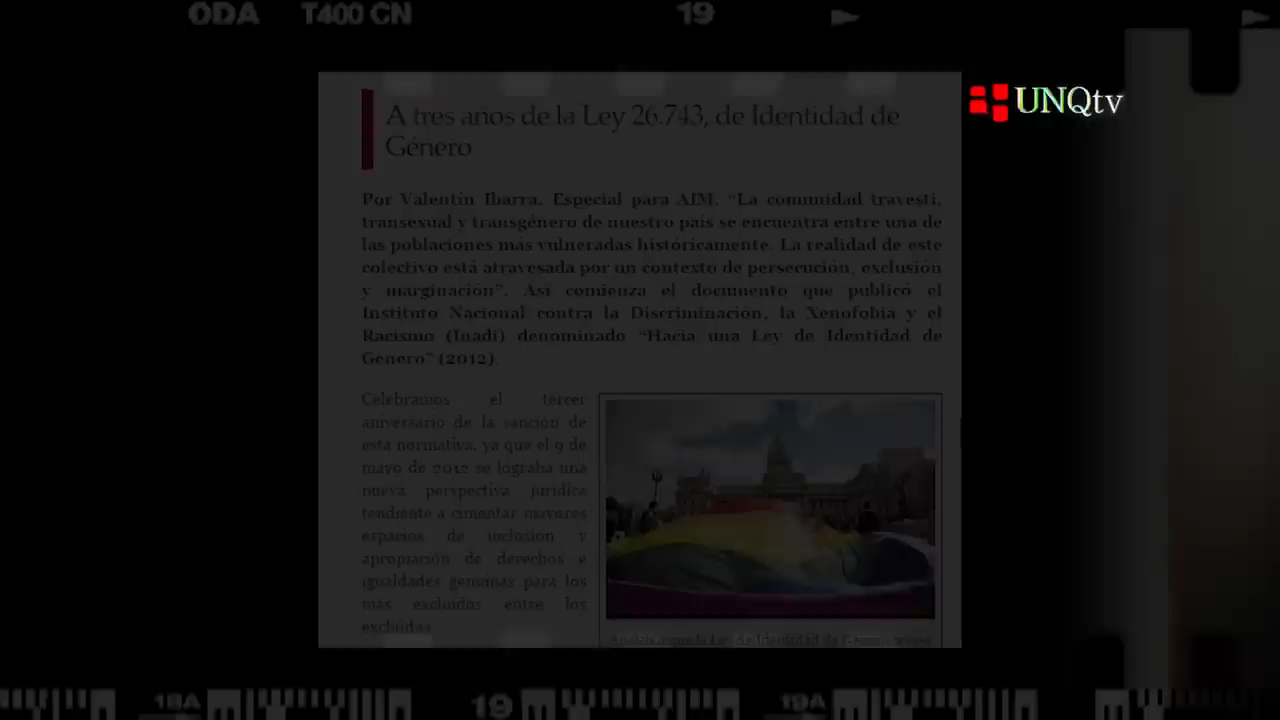 ODA T400 CN 19
UNQtv
A tres años de la Ley 26.743, de Identidad de
Género
Por Valentín Ibarra. Especial para AIM. “La comunidad travesti,
transexual y transgénero de nuestro país se encuentra entre una de
las poblaciones más vulneradas históricamente. La realidad de este
colectivo está atravesada por un contexto de persecución, exclusión
y marginación”. Así comienza el documento que publicó el
Instituto Nacional contra la Discriminación, la Xenofobia y el
Racismo (Inadi) denominado “Hacia una Ley de Identidad de
Género” (2012).
Celebramos el tercer
aniversario de la sanción de
esta normativa, ya que el 9 de
mayo de 2012 se lograba una
nueva perspectiva jurídica
tendiente a cimentar mayores
espacios de inclusión y
apropiación de derechos e
igualdades genuinas para los
más excluidos entre los
excluidos
Ley de Identidad de
18A 19 19A